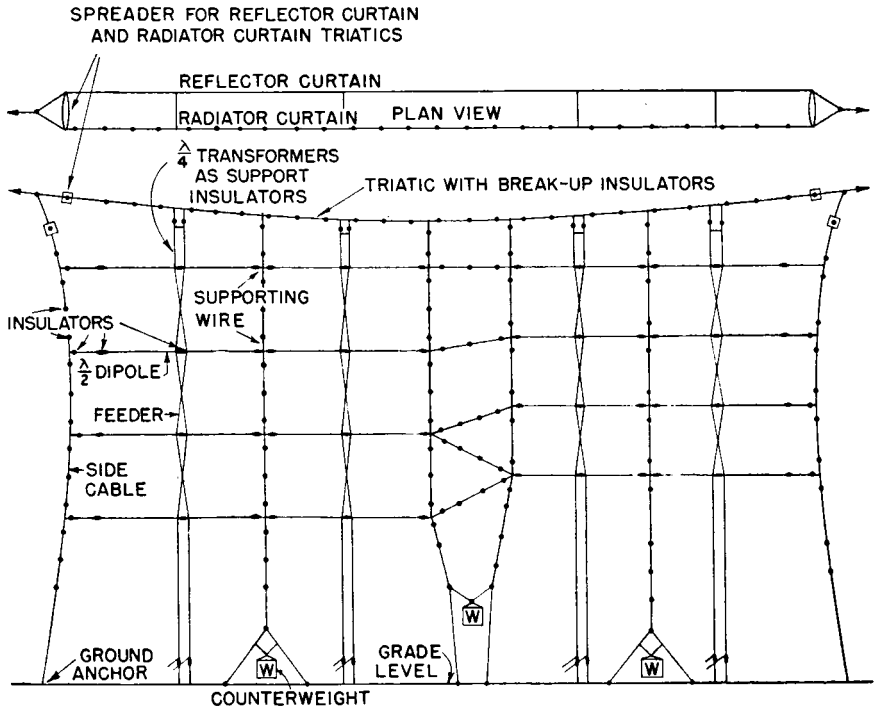 SPREADER FOR REFLECTOR CURTAIN
AND RADIATOR CURTAIN TRIATICS
REFLECTOR CURTAIN
RADIATOR CURTAIN
PLAN VIEW
λ/4 TRANSFORMERS
AS SUPPORT
INSULATORS
TRIATIC WITH BREAK-UP INSULATORS
SUPPORTING
WIRE
INSULATORS
λ/2 DIPOLE
FEEDER
SIDE
CABLE
W
GROUND
ANCHOR
W
GRADE
LEVEL
W
COUNTERWEIGHT